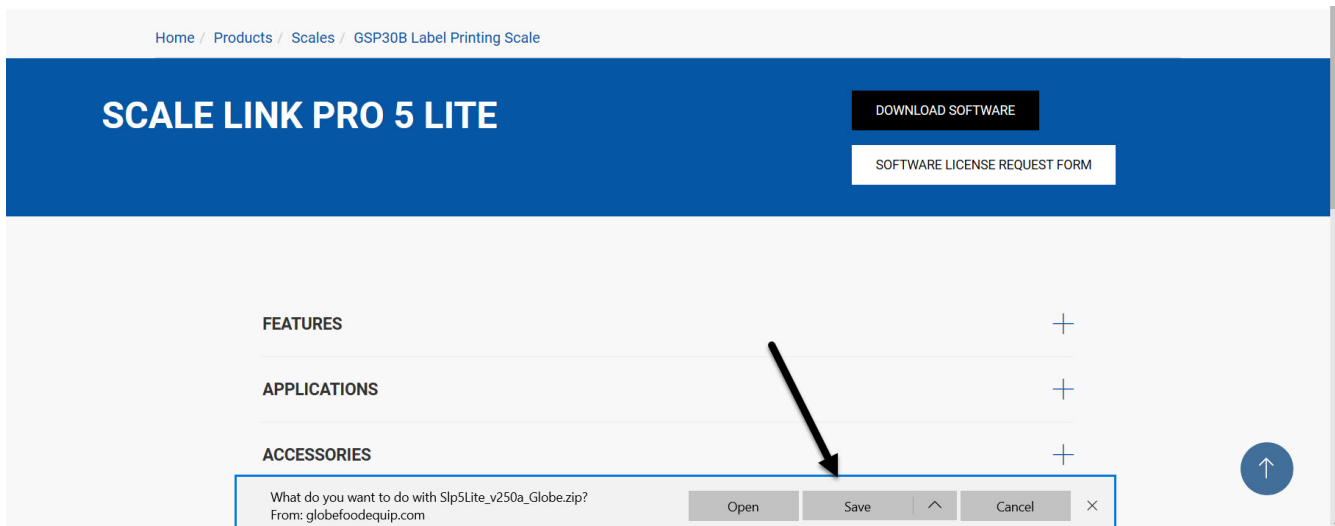 Home / Products / Scales / GSP30B Label Printing Scale
SCALE LINK PRO 5 LITE
DOWNLOAD SOFTWARE
SOFTWARE LICENSE REQUEST FORM
FEATURES
APPLICATIONS
ACCESSORIES
What do you want to do with Slp5Lite_v250a_Globe.zip?
From: globefoodequip.com
Open Save Cancel